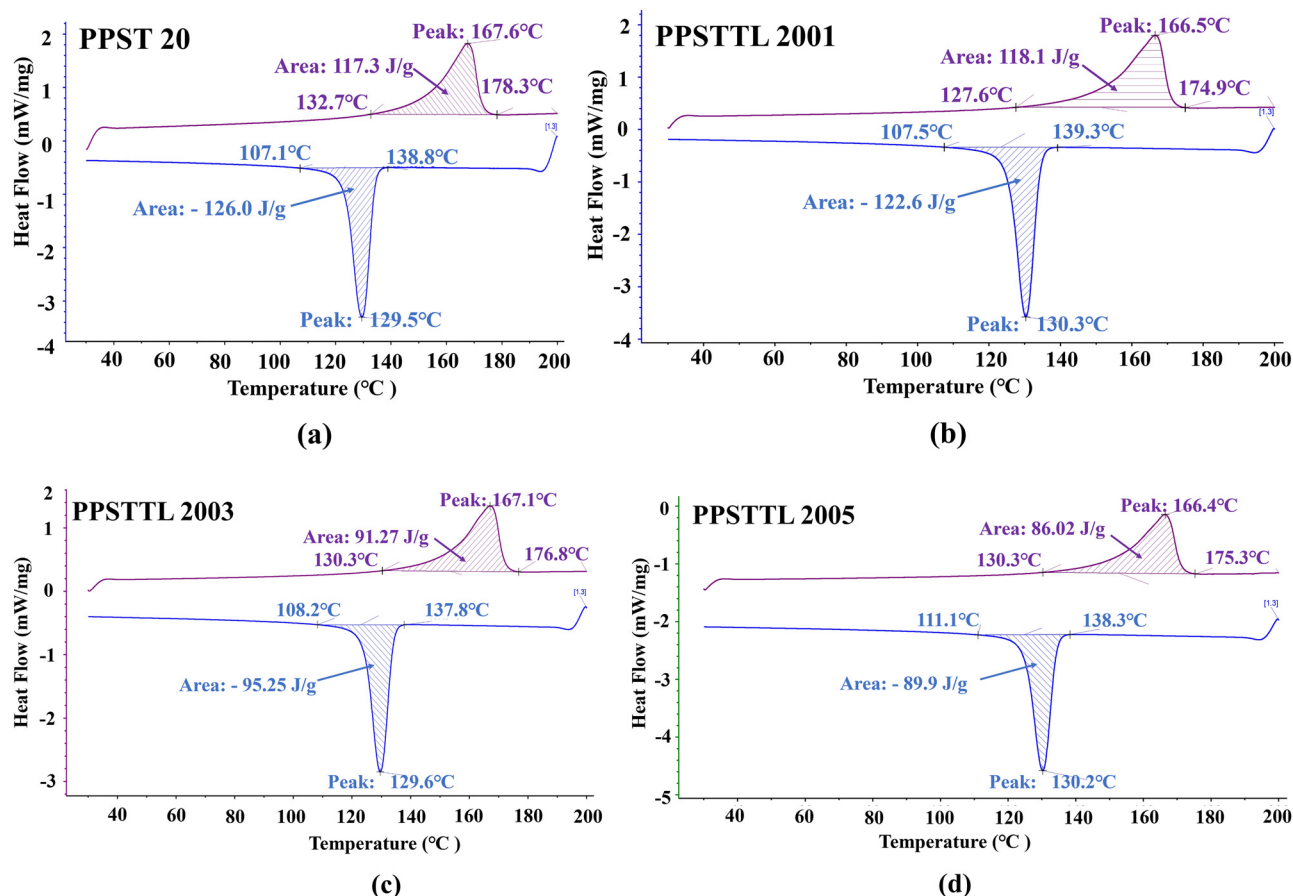 PPST 20
Peak: 167.6℃
Area: 117.3 J/g
132.7℃
178.3℃
[1.3]
107.1℃
138.8℃
Area: - 126.0 J/g
Peak: 129.5℃
2
1
0
-1
-2
-3
-4
Heat Flow (mW/mg)
40 60 80 100 120 140 160 180 200
Temperature (℃ )
(a)
PPSTTL 2001
Peak: 166.5℃
Area: 118.1 J/g
127.6℃
174.9℃
[1.3]
107.5℃
139.3℃
Area: - 122.6 J/g
Peak: 130.3℃
2
1
0
-1
-2
-3
-4
Heat Flow (mW/mg)
40 60 80 100 120 140 160 180 200
Temperature (℃ )
(b)
PPSTTL 2003
Peak: 167.1℃
Area: 91.27 J/g
130.3℃
176.8℃
[1.3]
108.2℃
137.8℃
Area: - 95.25 J/g
Peak: 129.6℃
2
1
0
-1
-2
-3
Heat Flow (mW/mg)
40 60 80 100 120 140 160 180 200
Temperature (℃ )
(c)
PPSTTL 2005
Peak: 166.4℃
Area: 86.02 J/g
130.3℃
175.3℃
[1.3]
111.1℃
138.3℃
Area: - 89.9 J/g
Peak: 130.2℃
0
-1
-2
-3
-4
-5
Heat Flow (mW/mg)
40 60 80 100 120 140 160 180 200
Temperature (℃ )
(d)